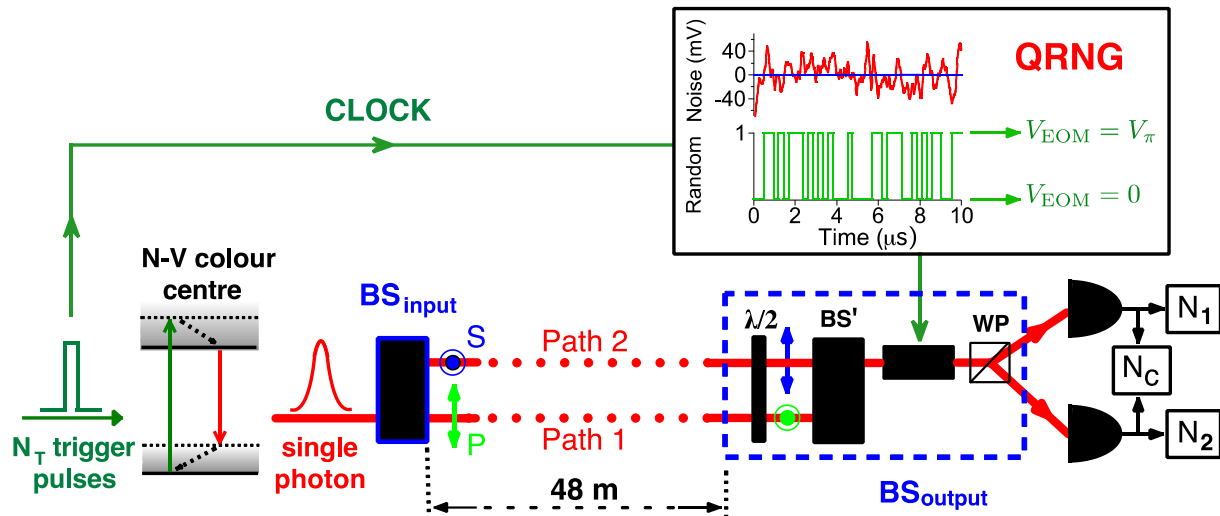 QRNG
Noise (mV)
40
0
-40
Random
1
0 2 4 6 8 10
Time (μs)
V_EOM = V_π
V_EOM = 0
CLOCK
N-V colour
centre
N_T trigger
pulses
single
photon
BS_input
S
P
Path 2
Path 1
48 m
λ/2
BS'
WP
BS_output
N_1
N_C
N_2